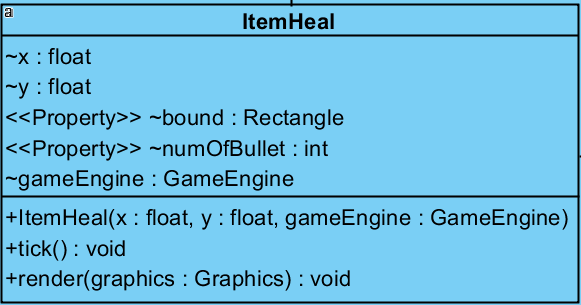 a
ItemHeal
~x : float
~y : float
<<Property>> ~bound : Rectangle
<<Property>> ~numOfBullet : int
~gameEngine : GameEngine
+ItemHeal(x : float, y : float, gameEngine : GameEngine)
+tick() : void
+render(graphics : Graphics) : void